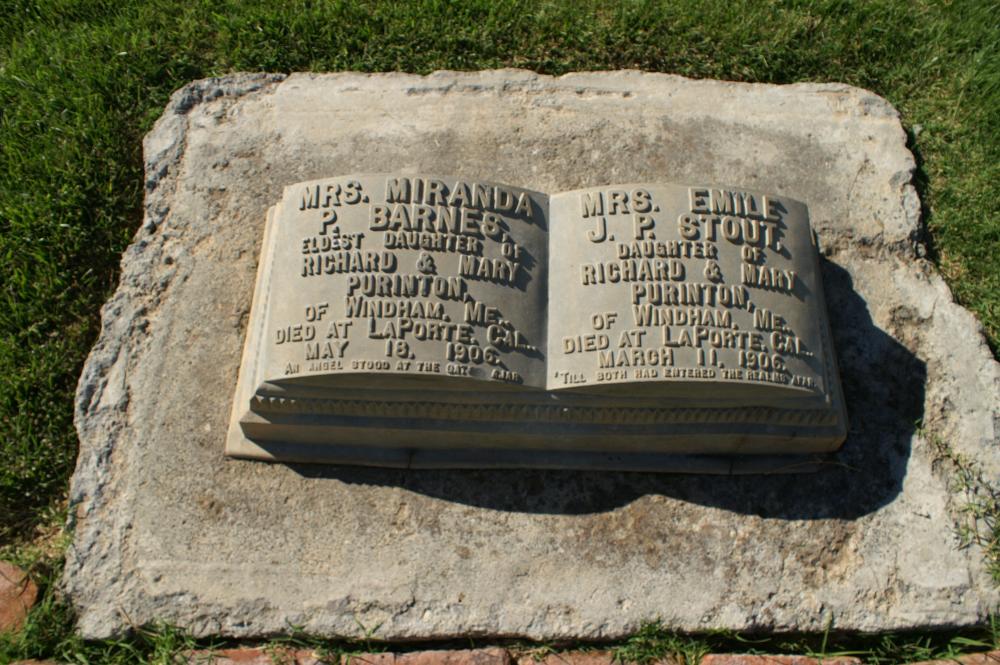 MRS. MIRANDA
P. BARNES.
ELDEST DAUGHTER OF
RICHARD & MARY
PURINTON,
OF WINDHAM, ME.,
DIED AT LAPORTE, CAL.,
MAY 18, 1906.
AN ANGEL STOOD AT THE GATE AJAR
MRS. EMILE
J. P. STOUT,
DAUGHTER OF
RICHARD & MARY
PURINTON,
OF WINDHAM, ME.,
DIED AT LAPORTE, CAL.,
MARCH 11, 1906.
'TILL BOTH HAD ENTERED THE REALMS AFAR